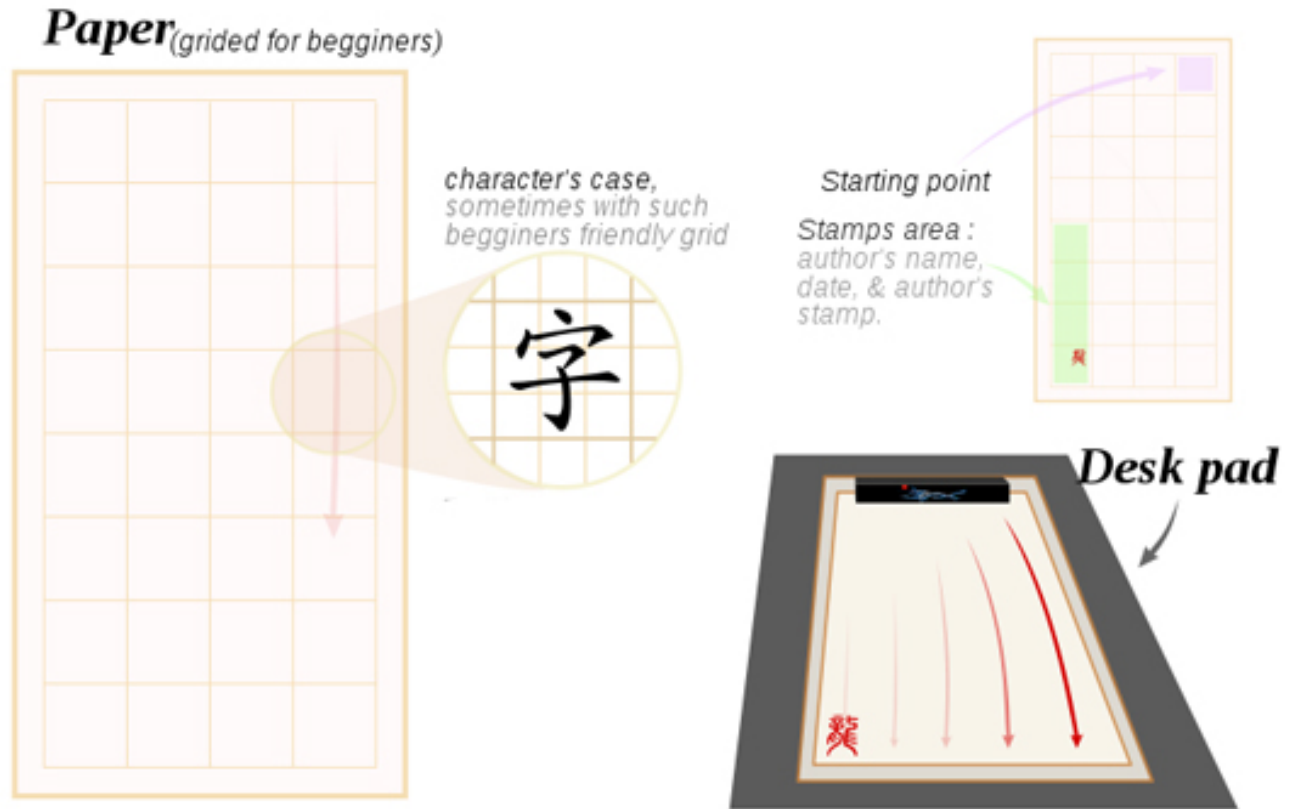 Paper(grided for begginers)
character's case,
sometimes with such
begginers friendly grid
字
Starting point
Stamps area :
author's name,
date, & author's
stamp.
Desk pad
龍